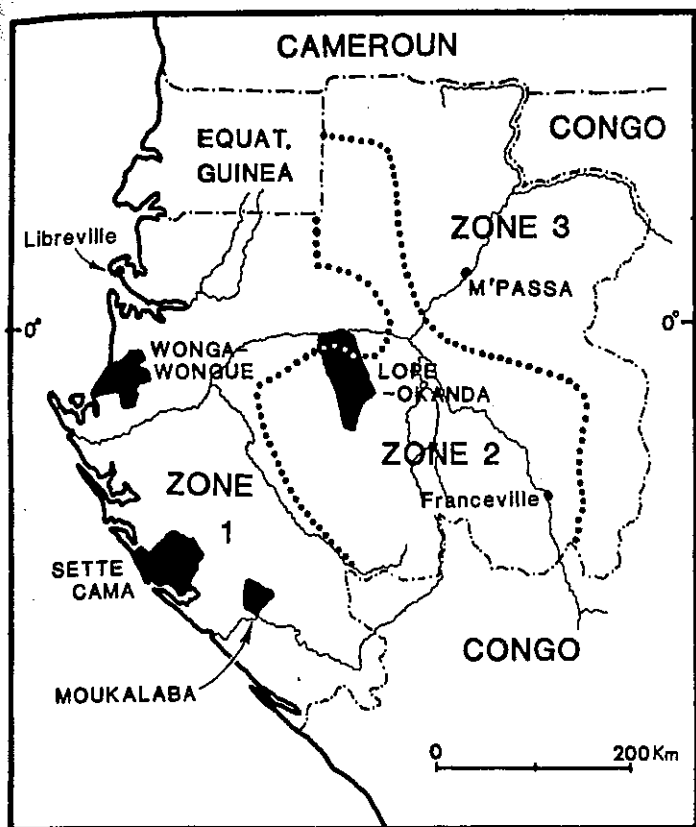 CAMEROUN
EQUAT.
GUINEA
CONGO
Libreville
ZONE 3
M'PASSA
0°
0°
WONGA-
WONGUE
LOPE
-OKANDA
ZONE 2
ZONE
1
Franceville
SETTE
CAMA
CONGO
MOUKALABA
0 200 Km